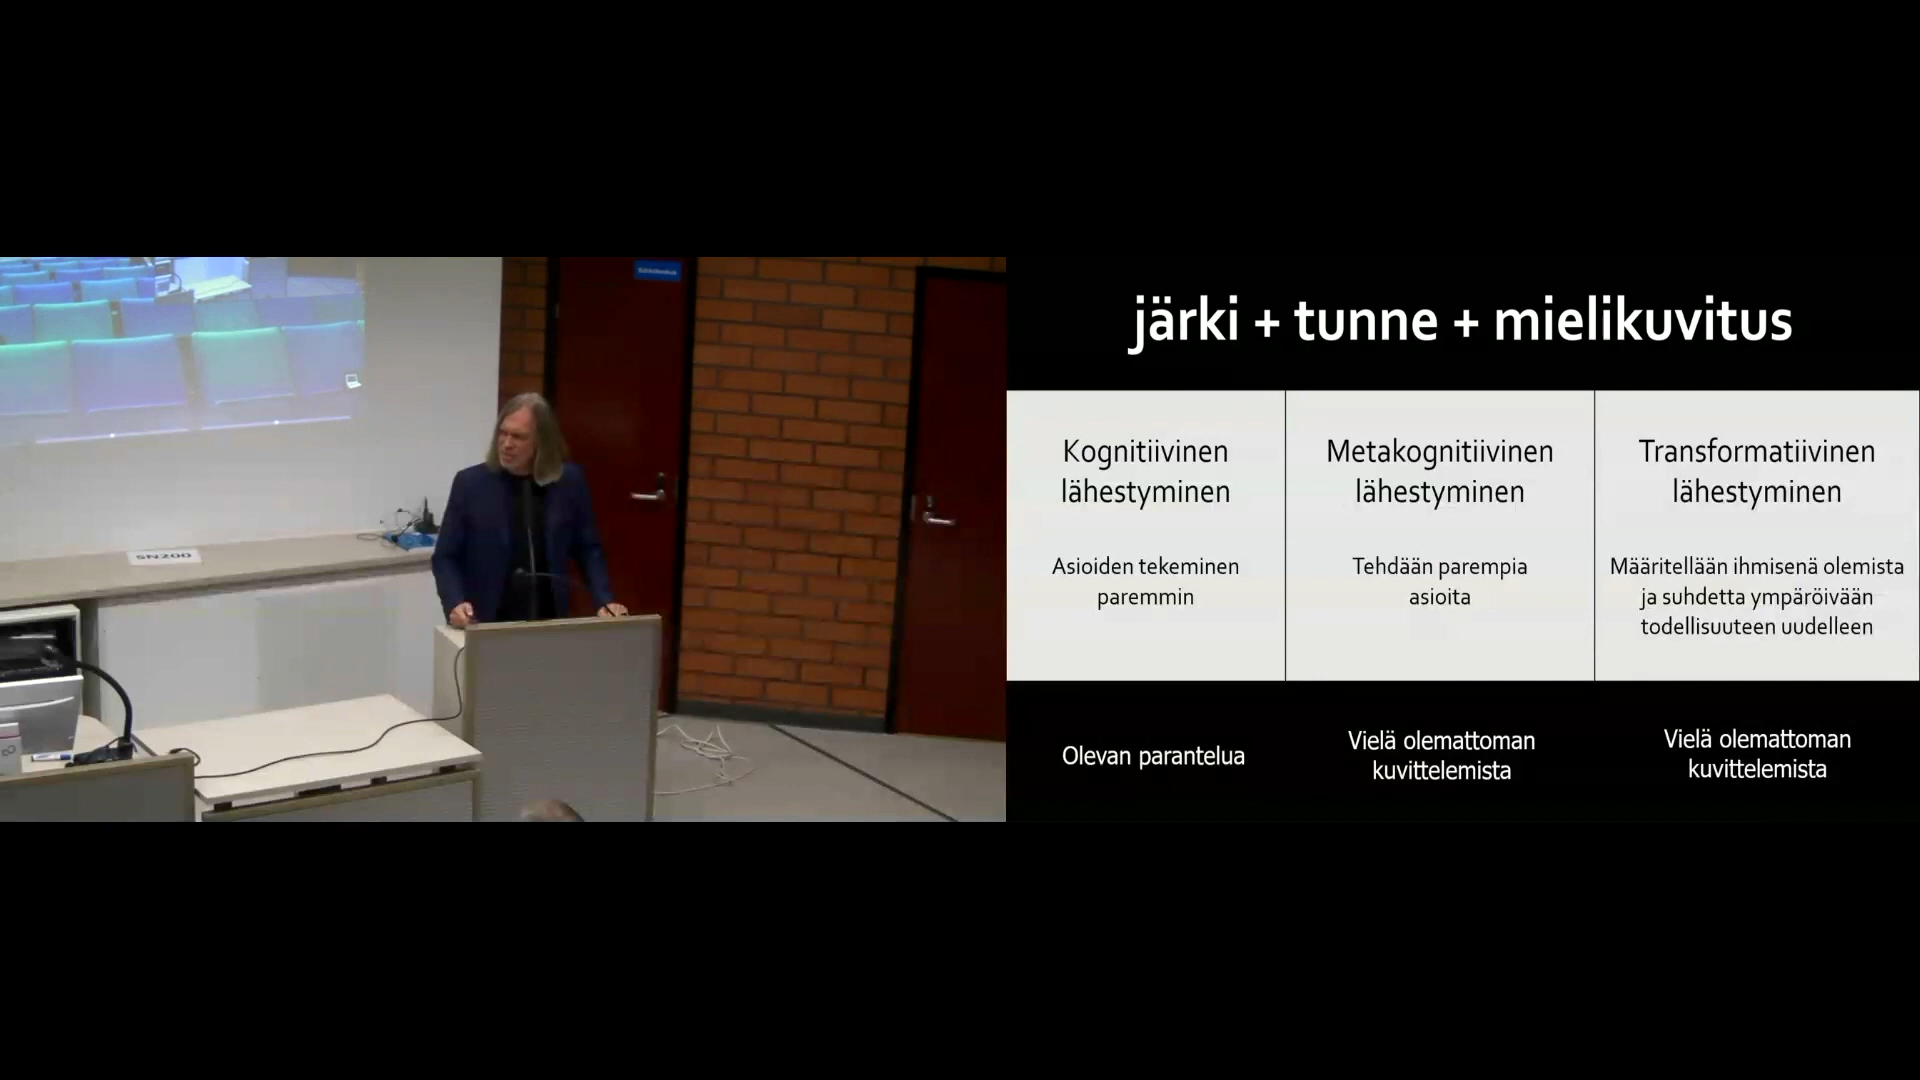 SN200
järki + tunne + mielikuvitus
Kognitiivinen
lähestyminen
Asioiden tekeminen
paremmin
Metakognitiivinen
lähestyminen
Tehdään parempia
asioita
Transformatiivinen
lähestyminen
Määritellään ihmisenä olemista
ja suhdetta ympäröivään
todellisuuteen uudelleen
Olevan parantelua
Vielä olemattoman
kuvittelemista
Vielä olemattoman
kuvittelemista